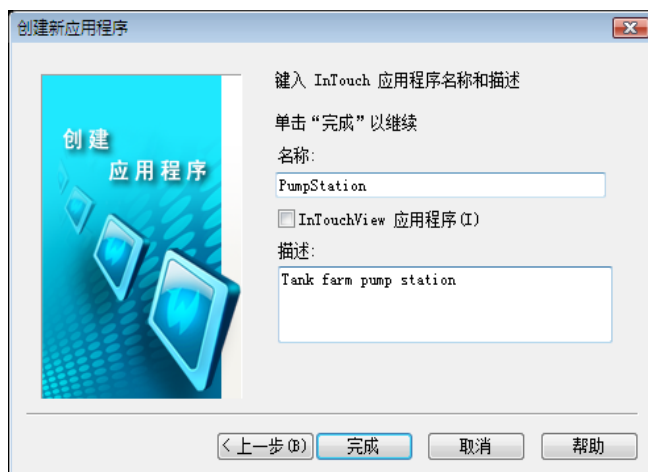 创建新应用程序
创建
应用程序
键入 InTouch 应用程序名称和描述
单击“完成”以继续
名称:
PumpStation
InTouchView 应用程序(I)
描述:
Tank farm pump station
< 上一步(B)
完成
取消
帮助